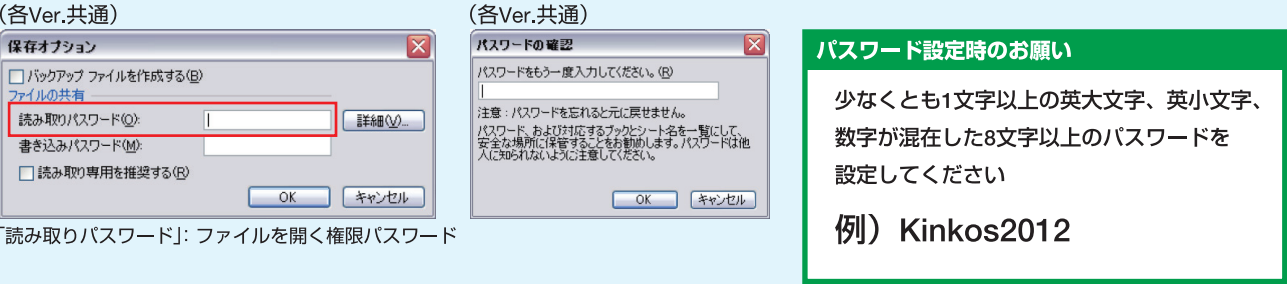 (各Ver.共通)
保存オプション
バックアップ ファイルを作成する(B)
ファイルの共有
読み取りパスワード(O):
詳細(V)...
書き込みパスワード(M):
読み取り専用を推奨する(R)
OK
キャンセル
「読み取りパスワード」: ファイルを開く権限パスワード
(各Ver.共通)
パスワードの確認
パスワードをもう一度入力してください。(R)
注意 : パスワードを忘れると元に戻せません。
パスワード、および対応するブックとシート名を一覧にして、
安全な場所に保管することをお勧めします。パスワードは他
人に知られないように注意してください。
OK
キャンセル
パスワード設定時のお願い
少なくとも1文字以上の英大文字、英小文字、
数字が混在した8文字以上のパスワードを
設定してください
例）Kinkos2012